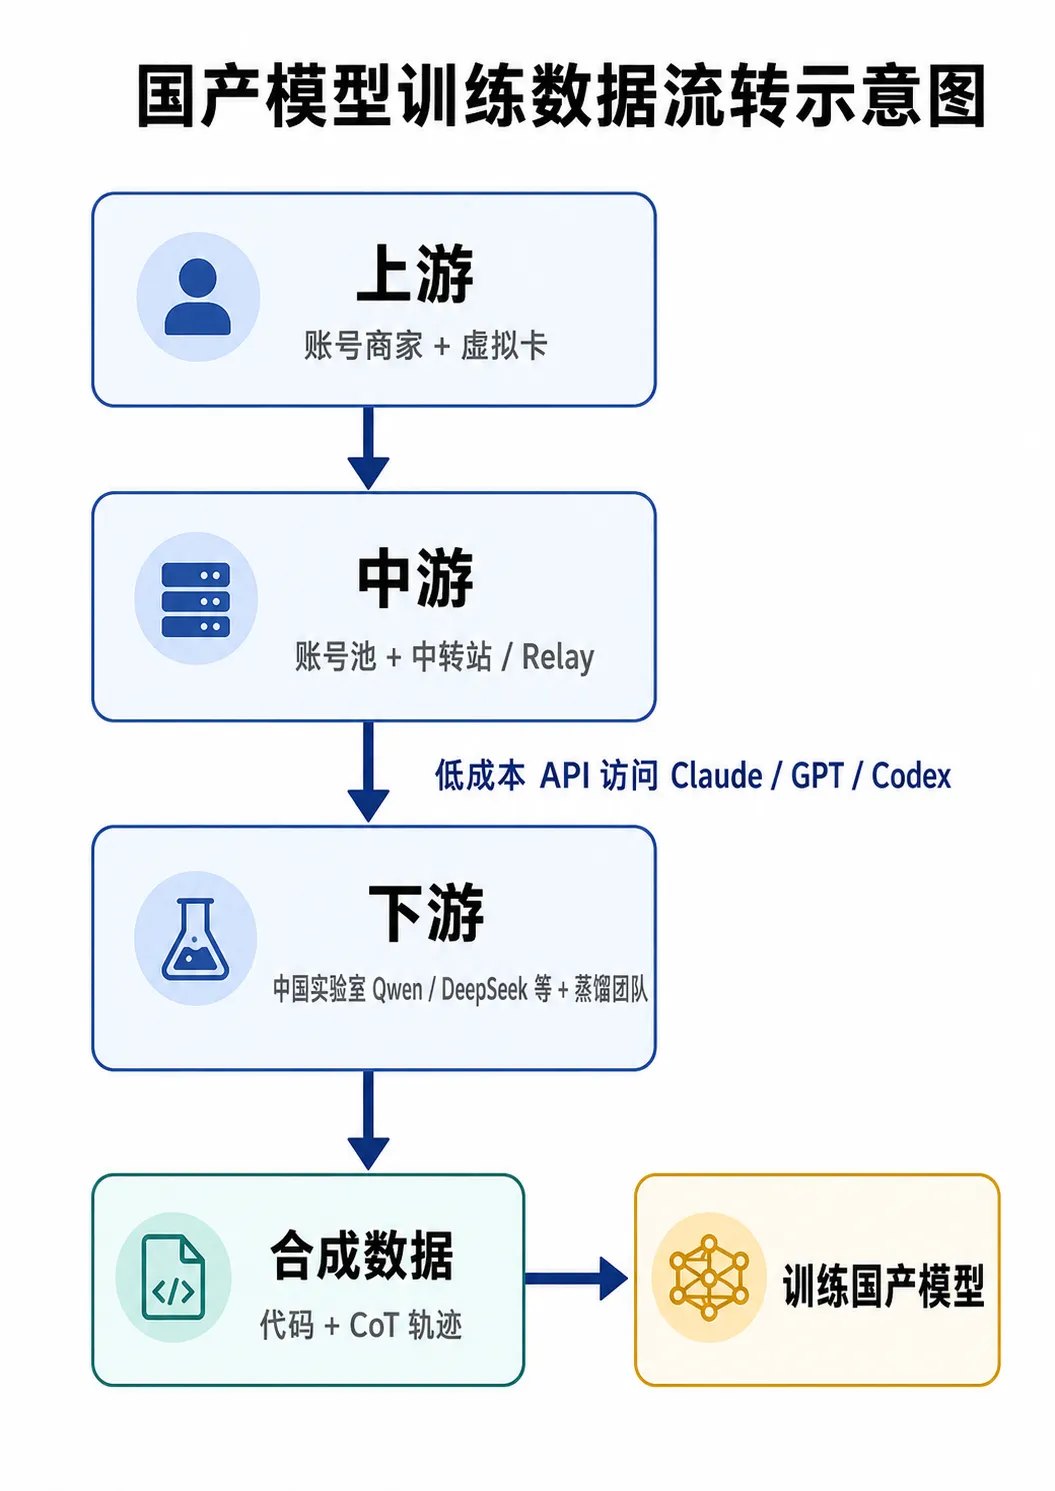 国产模型训练数据流转示意图
上游
账号商家 + 虚拟卡
中游
账号池 + 中转站 / Relay
低成本 API 访问 Claude / GPT / Codex
下游
中国实验室 Qwen / DeepSeek 等 + 蒸馏团队
合成数据
代码 + CoT 轨迹
训练国产模型